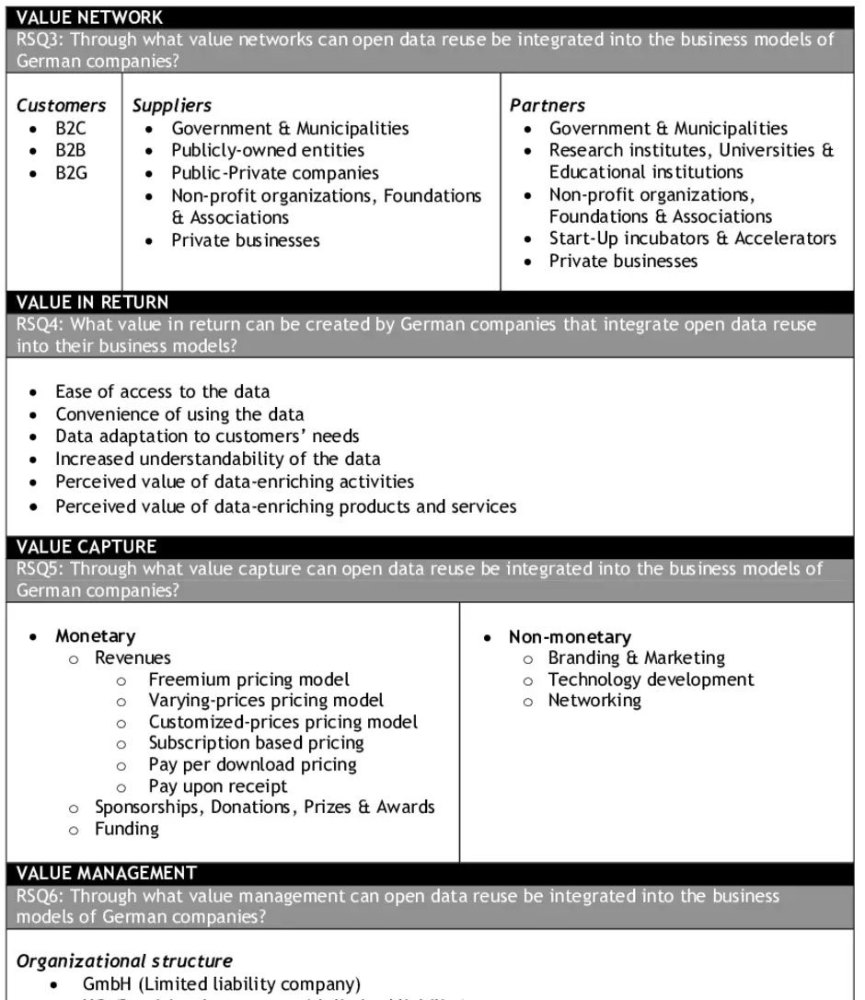 VALUE NETWORK
RSQ3: Through what value networks can open data reuse be integrated into the business models of
German companies?
Customers
• B2C
• B2B
• B2G
Suppliers
• Government & Municipalities
• Publicly-owned entities
• Public-Private companies
• Non-profit organizations, Foundations
& Associations
• Private businesses
Partners
• Government & Municipalities
• Research institutes, Universities &
Educational institutions
• Non-profit organizations,
Foundations & Associations
• Start-Up incubators & Accelerators
• Private businesses
VALUE IN RETURN
RSQ4: What value in return can be created by German companies that integrate open data reuse
into their business models?
• Ease of access to the data
• Convenience of using the data
• Data adaptation to customers’ needs
• Increased understandability of the data
• Perceived value of data-enriching activities
• Perceived value of data-enriching products and services
VALUE CAPTURE
RSQ5: Through what value capture can open data reuse be integrated into the business models of
German companies?
• Monetary
o Revenues
o Freemium pricing model
o Varying-prices pricing model
o Customized-prices pricing model
o Subscription based pricing
o Pay per download pricing
o Pay upon receipt
o Sponsorships, Donations, Prizes & Awards
o Funding
• Non-monetary
o Branding & Marketing
o Technology development
o Networking
VALUE MANAGEMENT
RSQ6: Through what value management can open data reuse be integrated into the business
models of German companies?
Organizational structure
• GmbH (Limited liability company)